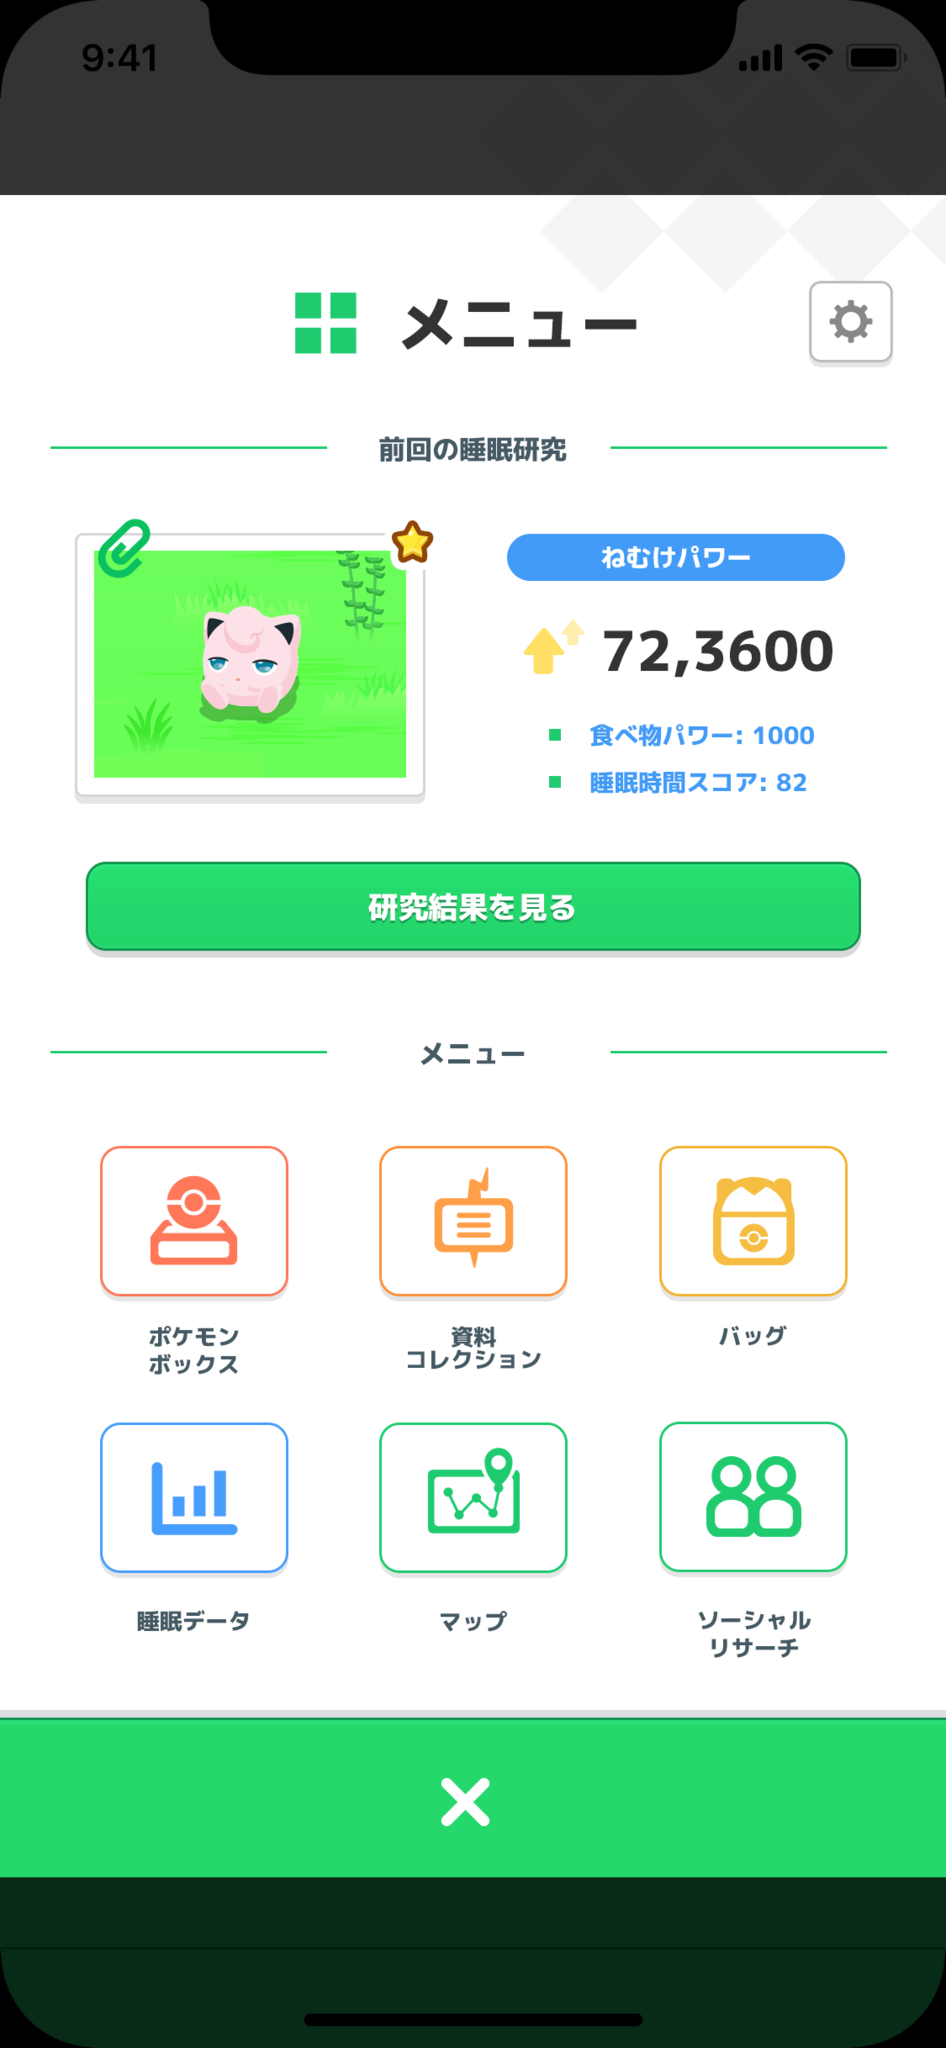 9:41
メニュー
前回の睡眠研究
ねむけパワー
72,3600
食べ物パワー: 1000
睡眠時間スコア: 82
研究結果を見る
メニュー
ポケモン
ボックス
資料
コレクション
バッグ
睡眠データ
マップ
ソーシャル
リサーチ